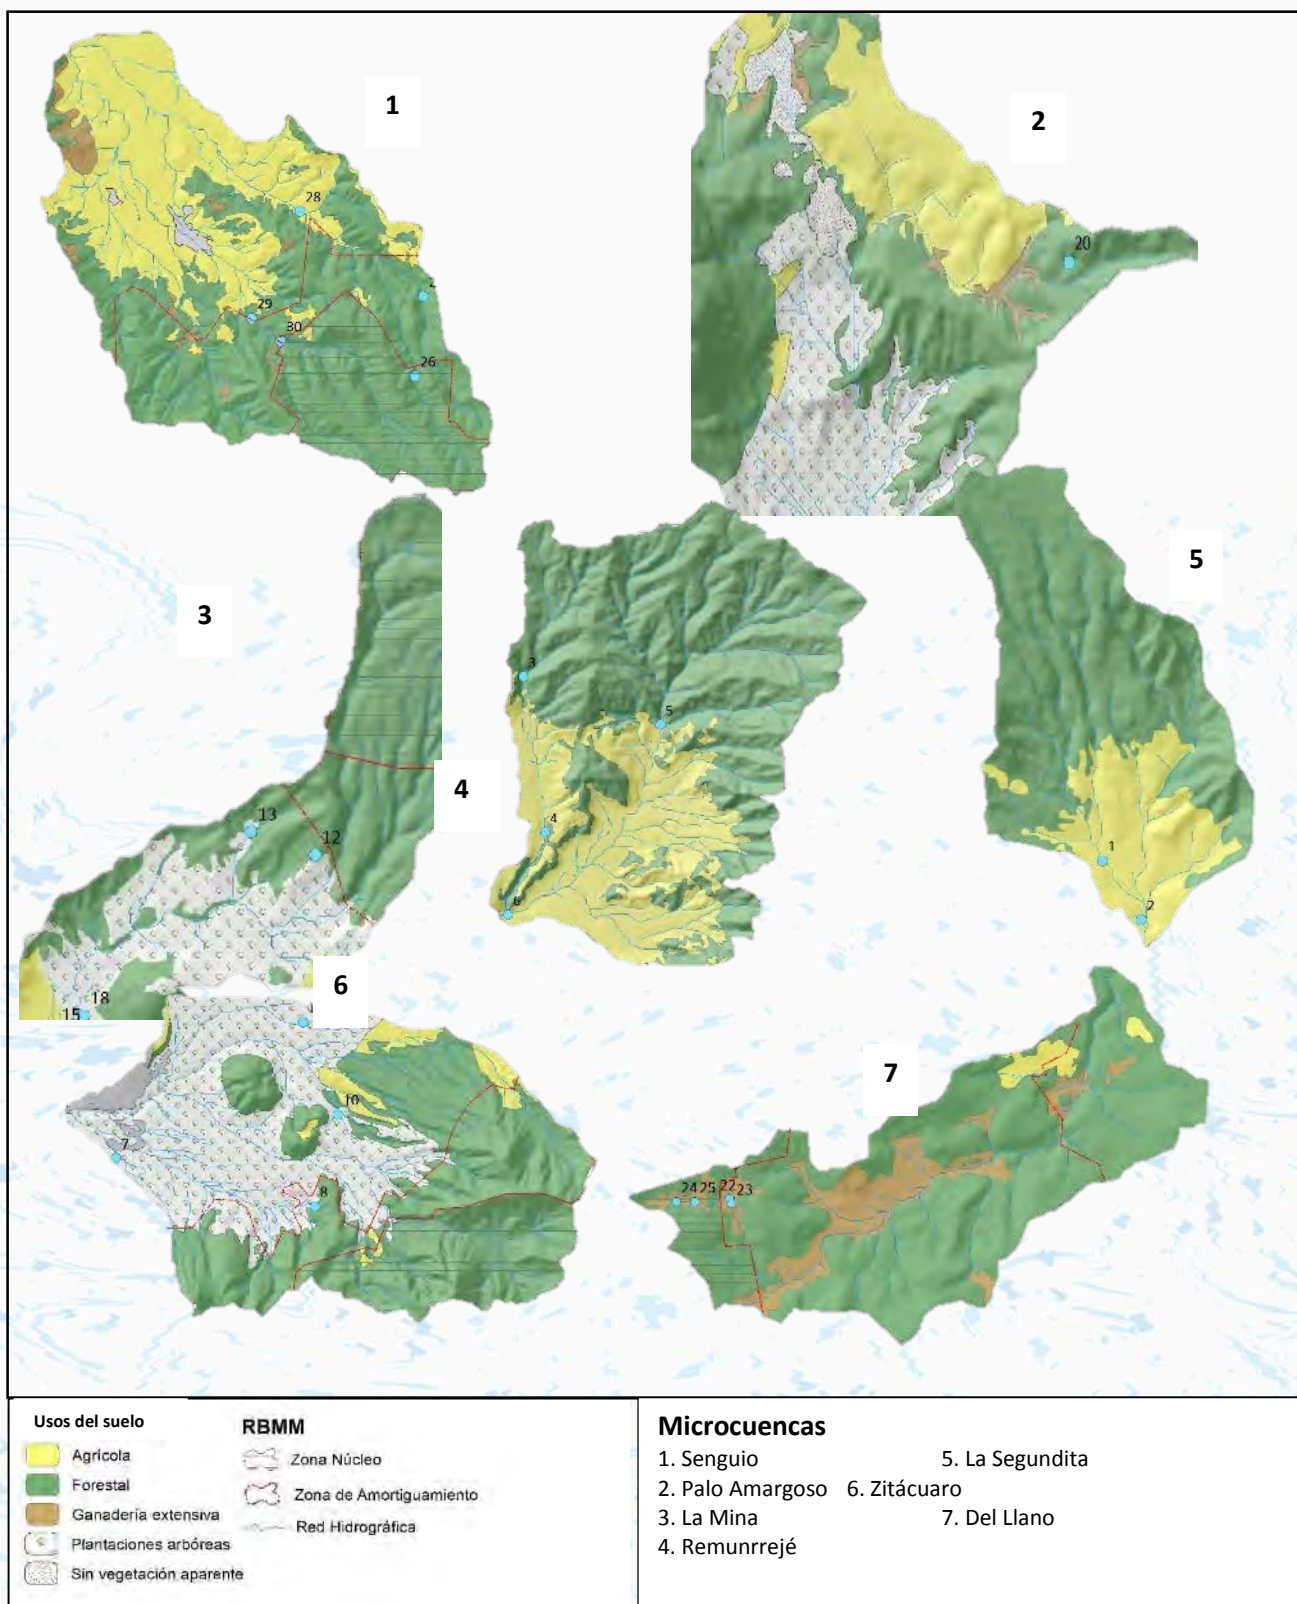 1
28
2
29
30
26
2
20
3
13
12
18
15
4
3
5
4
6
5
1
2
6
10
7
8
7
24 25 22 23
Usos del suelo
Agrícola
Forestal
Ganadería extensiva
Plantaciones arbóreas
Sin vegetación aparente
RBMM
Zona Núcleo
Zona de Amortiguamiento
Red Hidrográfica
Microcuencas
1. Senguio 5. La Segundita
2. Palo Amargoso 6. Zitácuaro
3. La Mina 7. Del Llano
4. Remunrrejé